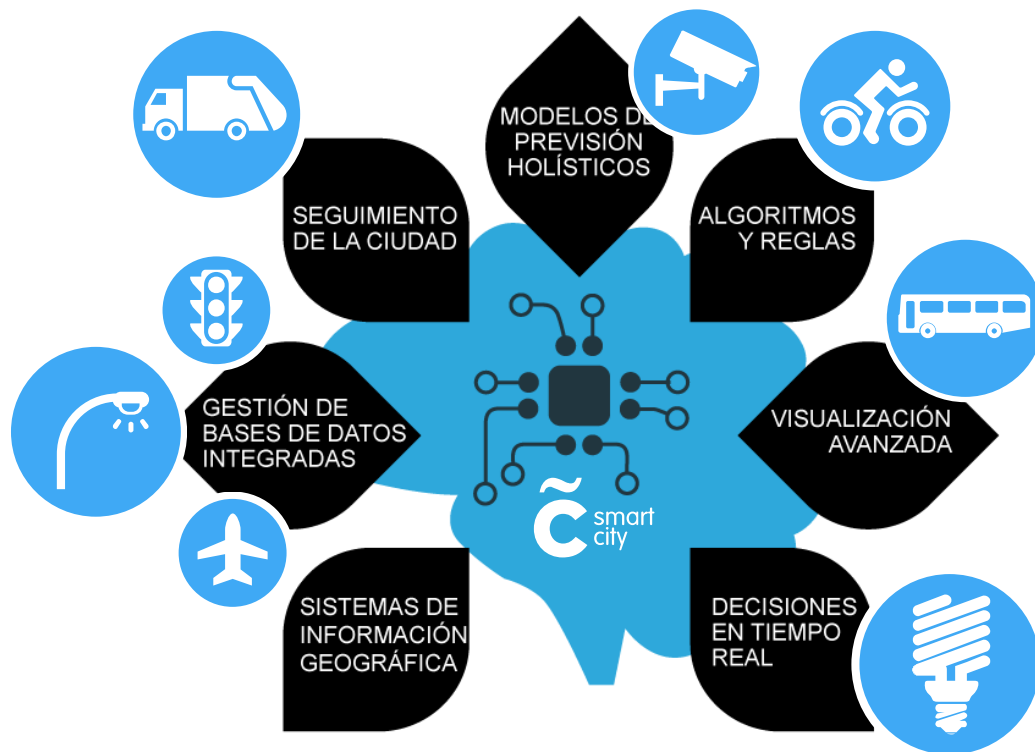 MODELOS DE
PREVISIÓN
HOLÍSTICOS
SEGUIMIENTO
DE LA CIUDAD
ALGORITMOS
Y REGLAS
GESTIÓN DE
BASES DE DATOS
INTEGRADAS
VISUALIZACIÓN
AVANZADA
smart
city
SISTEMAS DE
INFORMACIÓN
GEOGRÁFICA
DECISIONES
EN TIEMPO
REAL